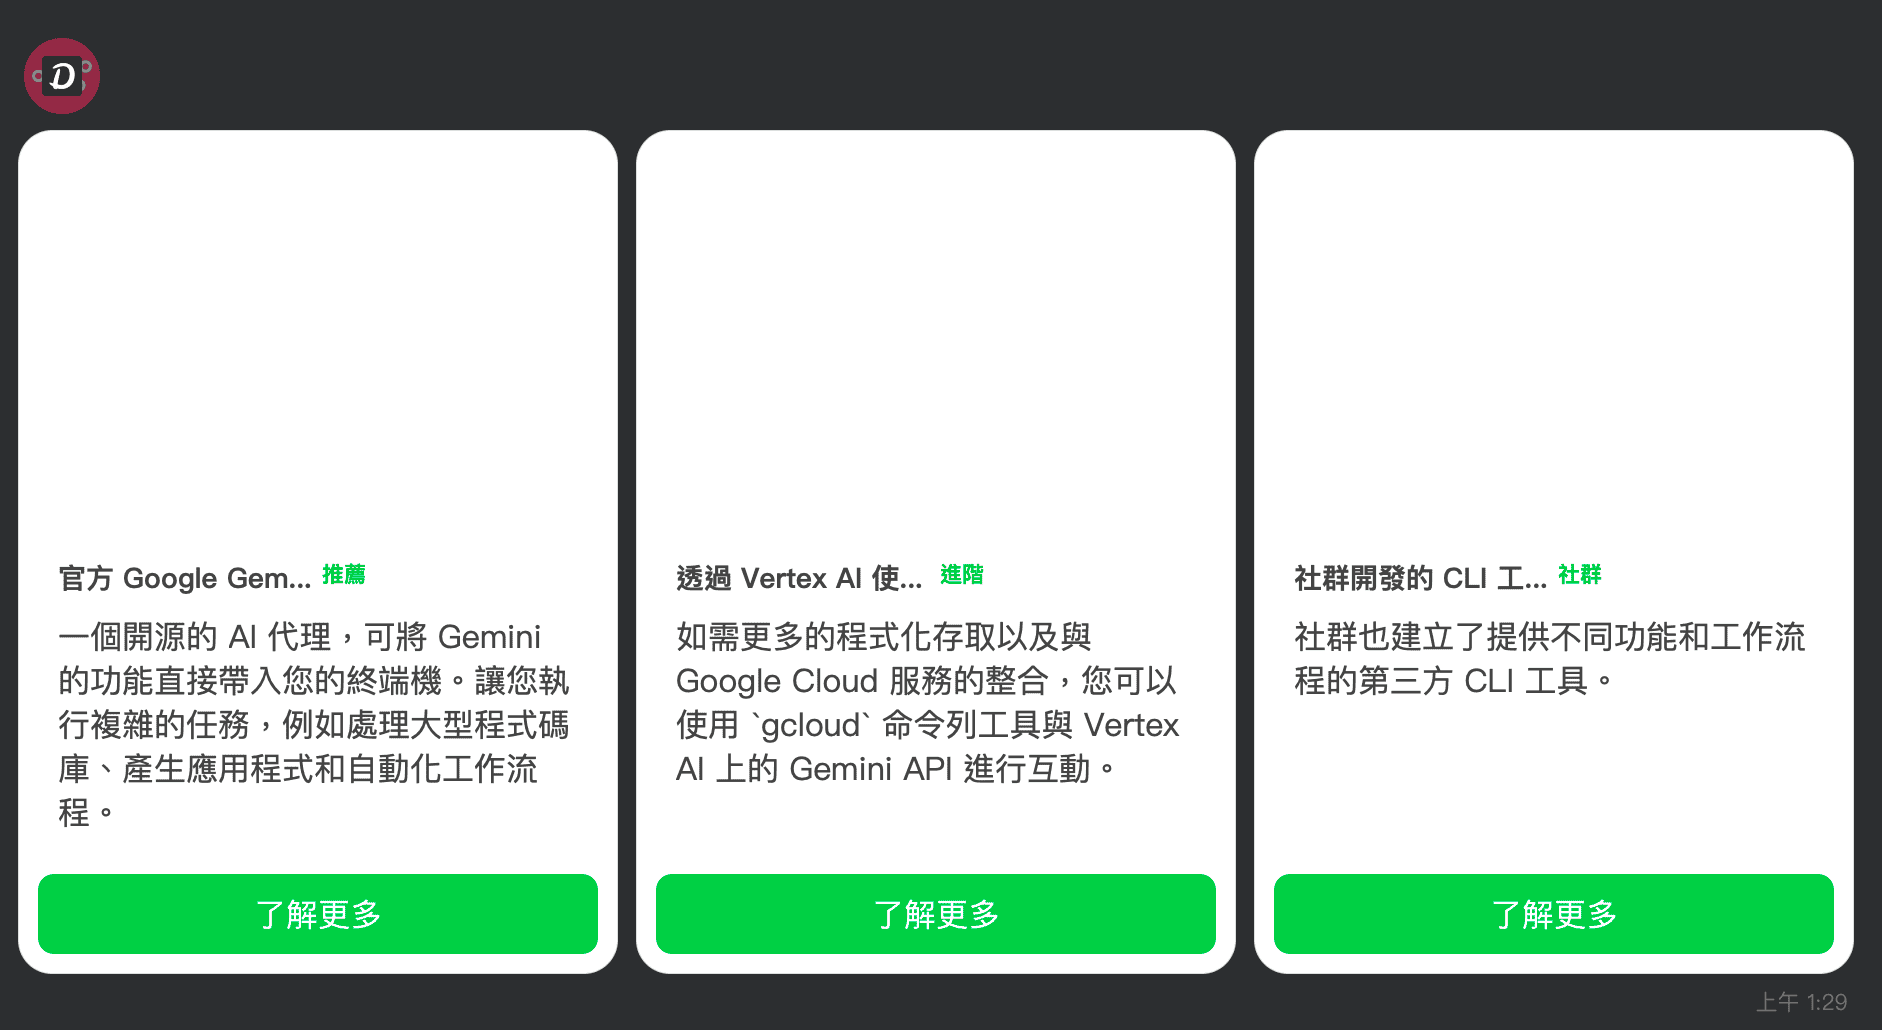 D
官方 Google Gem... 推薦
一個開源的 AI 代理，可將 Gemini
的功能直接帶入您的終端機。讓您執
行複雜的任務，例如處理大型程式碼
庫、產生應用程式和自動化工作流
程。
了解更多
透過 Vertex AI 使... 進階
如需更多的程式化存取以及與
Google Cloud 服務的整合，您可以
使用 `gcloud` 命令列工具與 Vertex
AI 上的 Gemini API 進行互動。
了解更多
社群開發的 CLI 工... 社群
社群也建立了提供不同功能和工作流
程的第三方 CLI 工具。
了解更多
上午 1:29